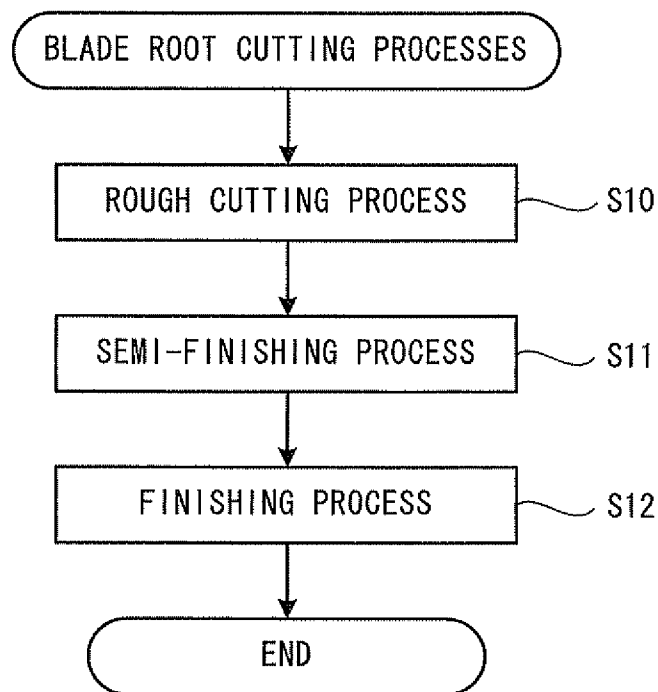 BLADE ROOT CUTTING PROCESSES
ROUGH CUTTING PROCESS S10
SEMI-FINISHING PROCESS S11
FINISHING PROCESS S12
END